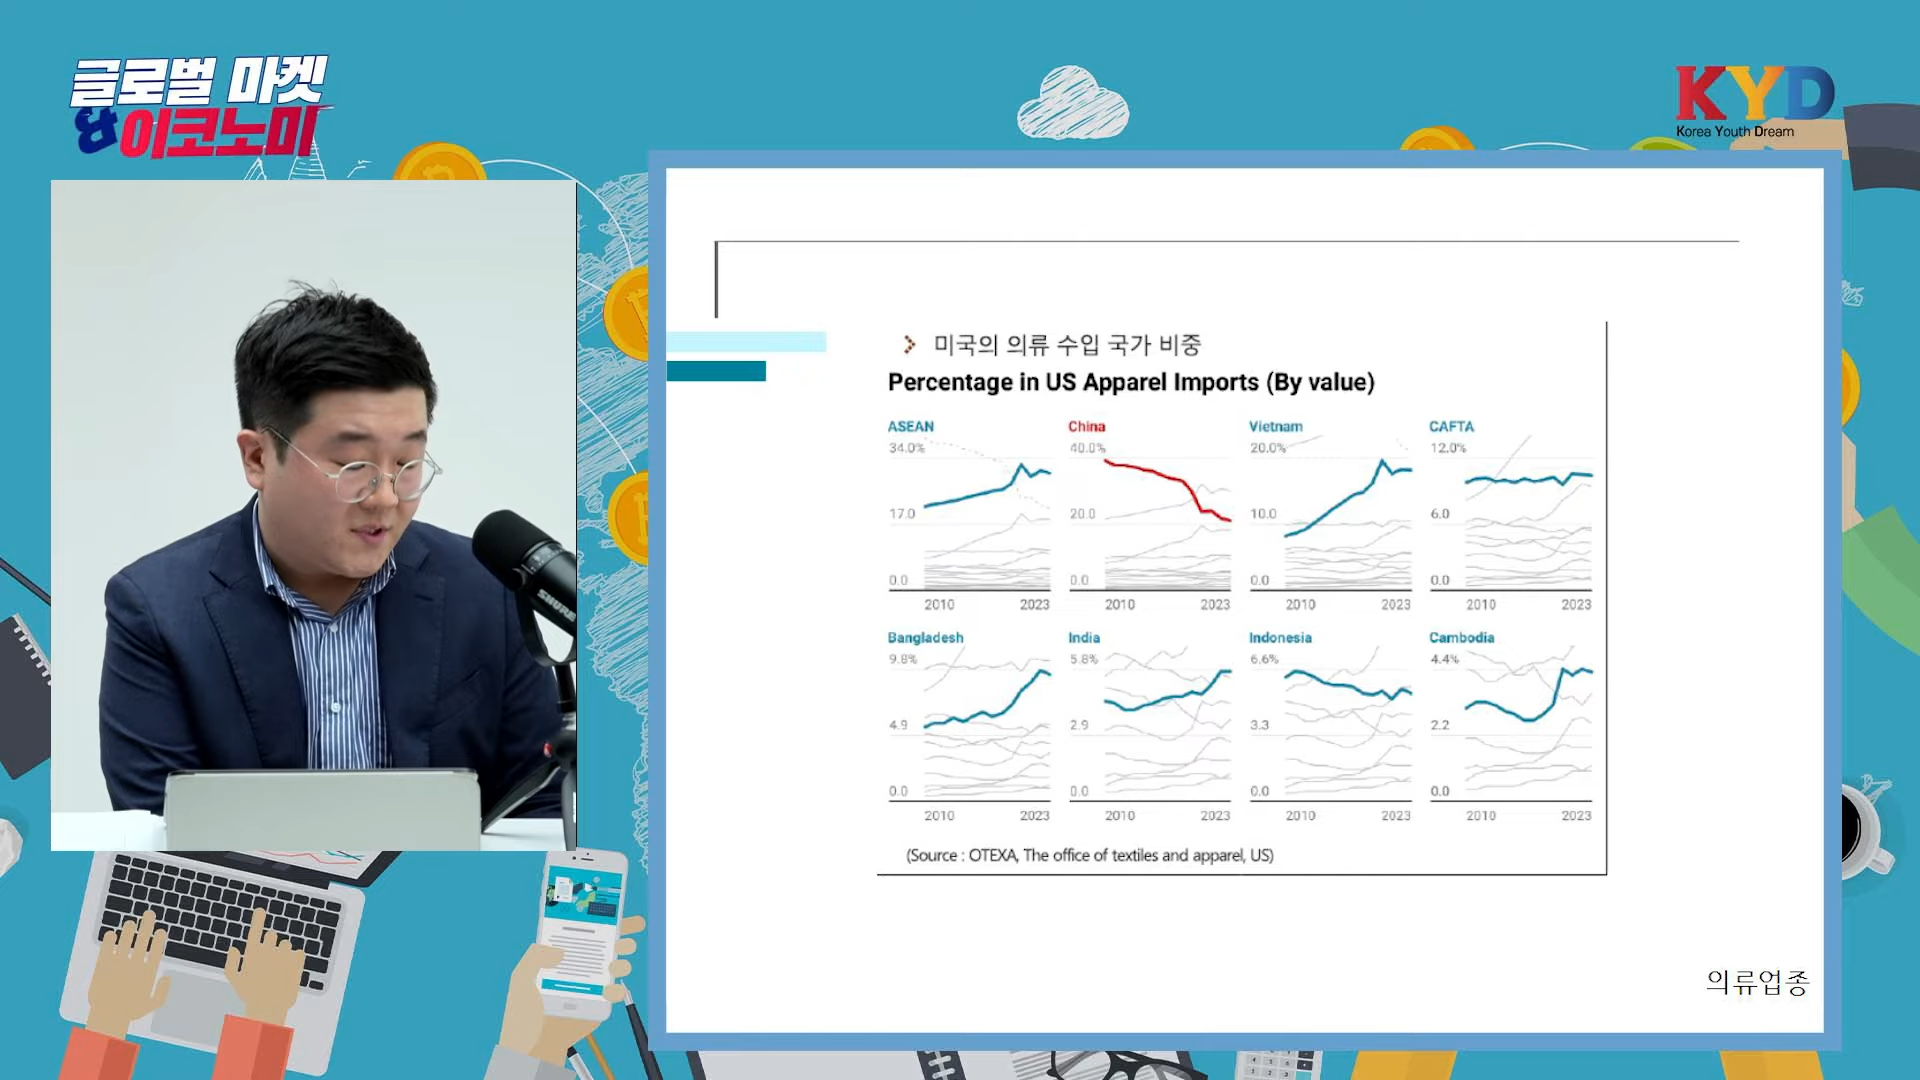 글로벌 마켓
&이코노미
KYD
Korea Youth Dream
미국의 의류 수입 국가 비중
Percentage in US Apparel Imports (By value)
ASEAN
34.0%
17.0
0.0
2010 2023
China
40.0%
20.0
0.0
2010 2023
Vietnam
20.0%
10.0
0.0
2010 2023
CAFTA
12.0%
6.0
0.0
2010 2023
Bangladesh
9.8%
4.9
0.0
2010 2023
India
5.8%
2.9
0.0
2010 2023
Indonesia
6.6%
3.3
0.0
2010 2023
Cambodia
4.4%
2.2
0.0
2010 2023
(Source : OTEXA, The office of textiles and apparel, US)
의류업종
SHURE